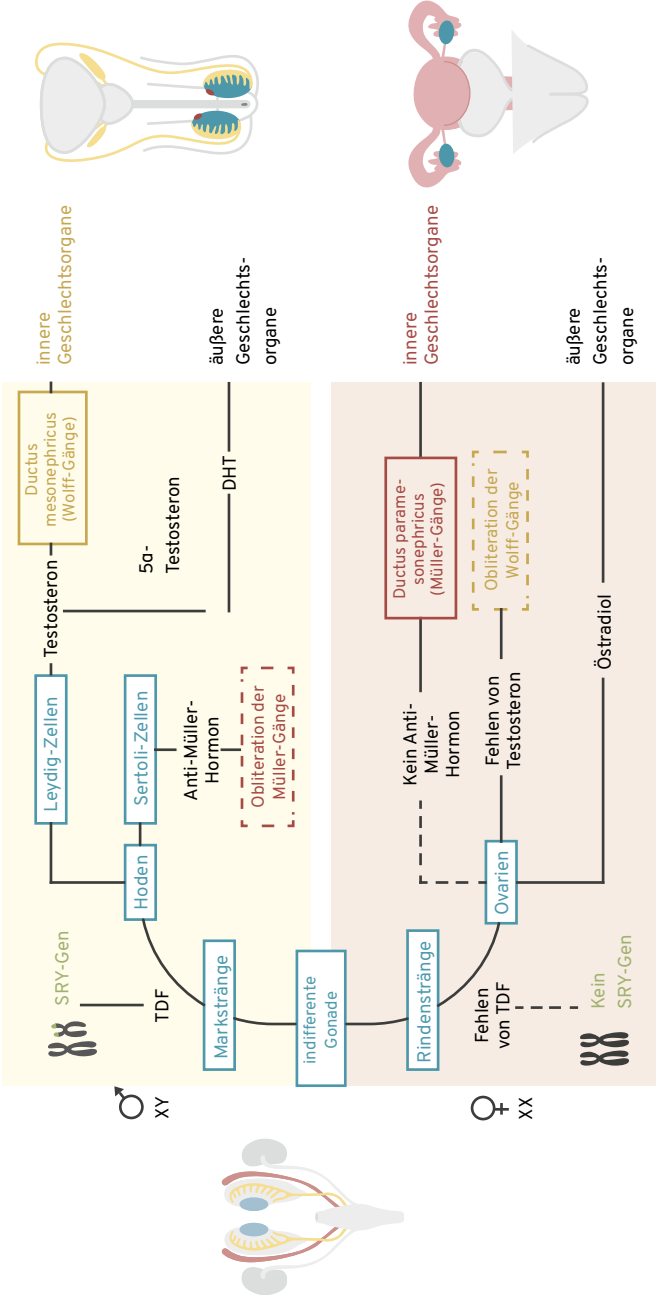 XY
SRY-Gen
TDF
Markstränge
Hoden
Leydig-Zellen
Sertoli-Zellen
Testosteron
Anti-Müller-
Hormon
Obliteration der
Müller-Gänge
5α-
Testosteron
DHT
Ductus
mesonephricus
(Wolff-Gänge)
innere
Geschlechtsorgane
äußere
Geschlechts-
organe
indifferente
Gonade
XX
Rindenstränge
Fehlen
von TDF
Kein
SRY-Gen
Ovarien
Kein Anti-
Müller-
Hormon
Fehlen von
Testosteron
Östradiol
Ductus parame-
sonephricus
(Müller-Gänge)
Obliteration der
Wolff-Gänge
innere
Geschlechtsorgane
äußere
Geschlechts-
organe